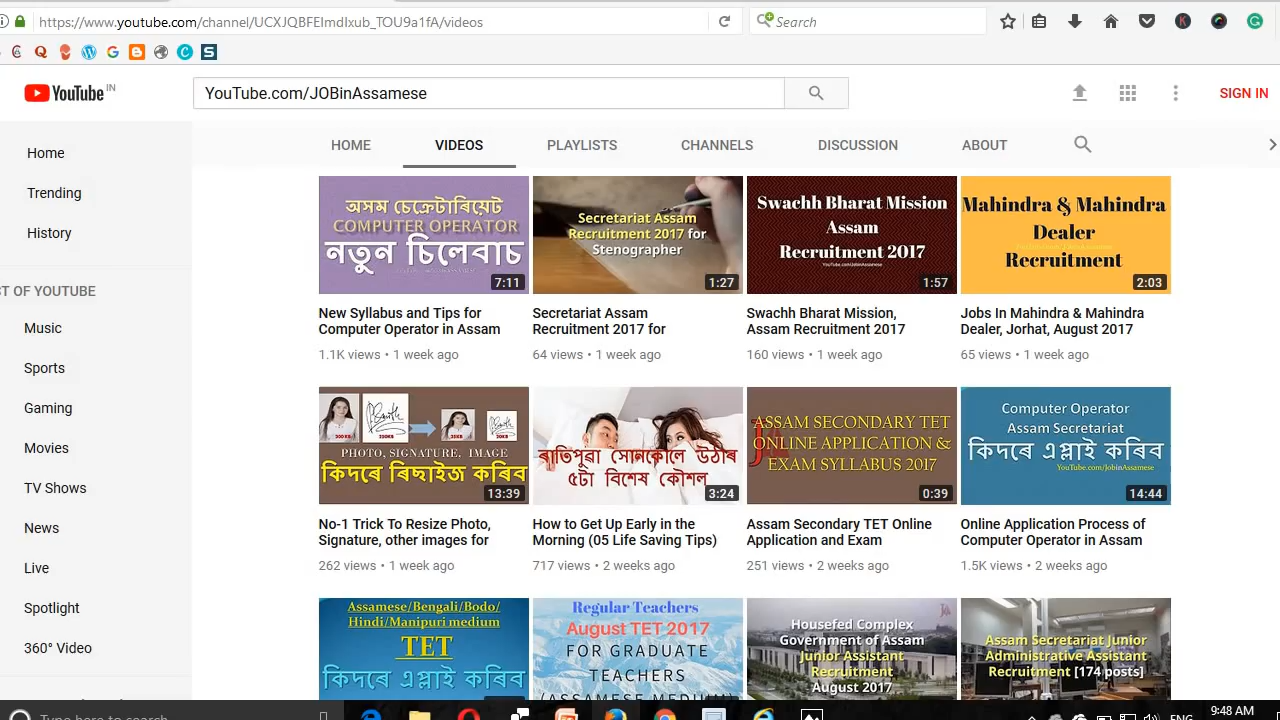 https://www.youtube.com/channel/UCXJQBFEImdIxub_TOU9a1fA/videos
Search
YouTube IN
YouTube.com/JOBinAssamese
SIGN IN
HOME
VIDEOS
PLAYLISTS
CHANNELS
DISCUSSION
ABOUT
Home
Trending
History
ST OF YOUTUBE
Music
Sports
Gaming
Movies
TV Shows
News
Live
Spotlight
360° Video
অসম চেক্ৰেটাৰিয়েট
COMPUTER OPERATOR
নতুন চিলেবাচ
7:11
New Syllabus and Tips for
Computer Operator in Assam
1.1K views • 1 week ago
Secretariat Assam
Recruitment 2017 for
Stenographer
1:27
Secretariat Assam
Recruitment 2017 for
64 views • 1 week ago
Swachh Bharat Mission
Assam
Recruitment 2017
YouTube.com/JobinAssamese
1:57
Swachh Bharat Mission,
Assam Recruitment 2017
160 views • 1 week ago
Mahindra & Mahindra
Dealer
Recruitment
2:03
Jobs In Mahindra & Mahindra
Dealer, Jorhat, August 2017
65 views • 1 week ago
PHOTO, SIGNATURE, IMAGE
কিদৰে ৰিছাইজ কৰিব
13:39
No-1 Trick To Resize Photo,
Signature, other images for
262 views • 1 week ago
ৰাতিপুৱা সোনকালে উঠাৰ
৫টা বিশেষ কৌশল
3:24
How to Get Up Early in the
Morning (05 Life Saving Tips)
717 views • 2 weeks ago
ASSAM SECONDARY TET
ONLINE APPLICATION &
EXAM SYLLABUS 2017
0:39
Assam Secondary TET Online
Application and Exam
251 views • 2 weeks ago
Computer Operator
Assam Secretariat
কিদৰে এপ্লাই কৰিব
YouTube.com/JobinAssamese
14:44
Online Application Process of
Computer Operator in Assam
1.5K views • 2 weeks ago
Assamese/Bengali/Bodo/
Hindi/Manipuri medium
TET
কিদৰে এপ্লাই কৰিব
Regular Teachers
August TET 2017
FOR GRADUATE
TEACHERS
(ASSAMESE MEDIUM)
Housefed Complex
Government of Assam
Junior Assistant
Recruitment
August 2017
Assam Secretariat Junior
Administrative Assistant
Recruitment [174 posts]
Type here to search
ENG
9:48 AM